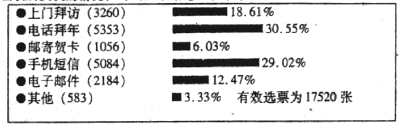 ●上门拜访（3260） 18.61%
●电话拜年（5353） 30.55%
●邮寄贺卡（1056） 6.03%
●手机短信（5084） 29.02%
●电子邮件（2184） 12.47%
●其他（583） 3.33% 有效选票为17520张